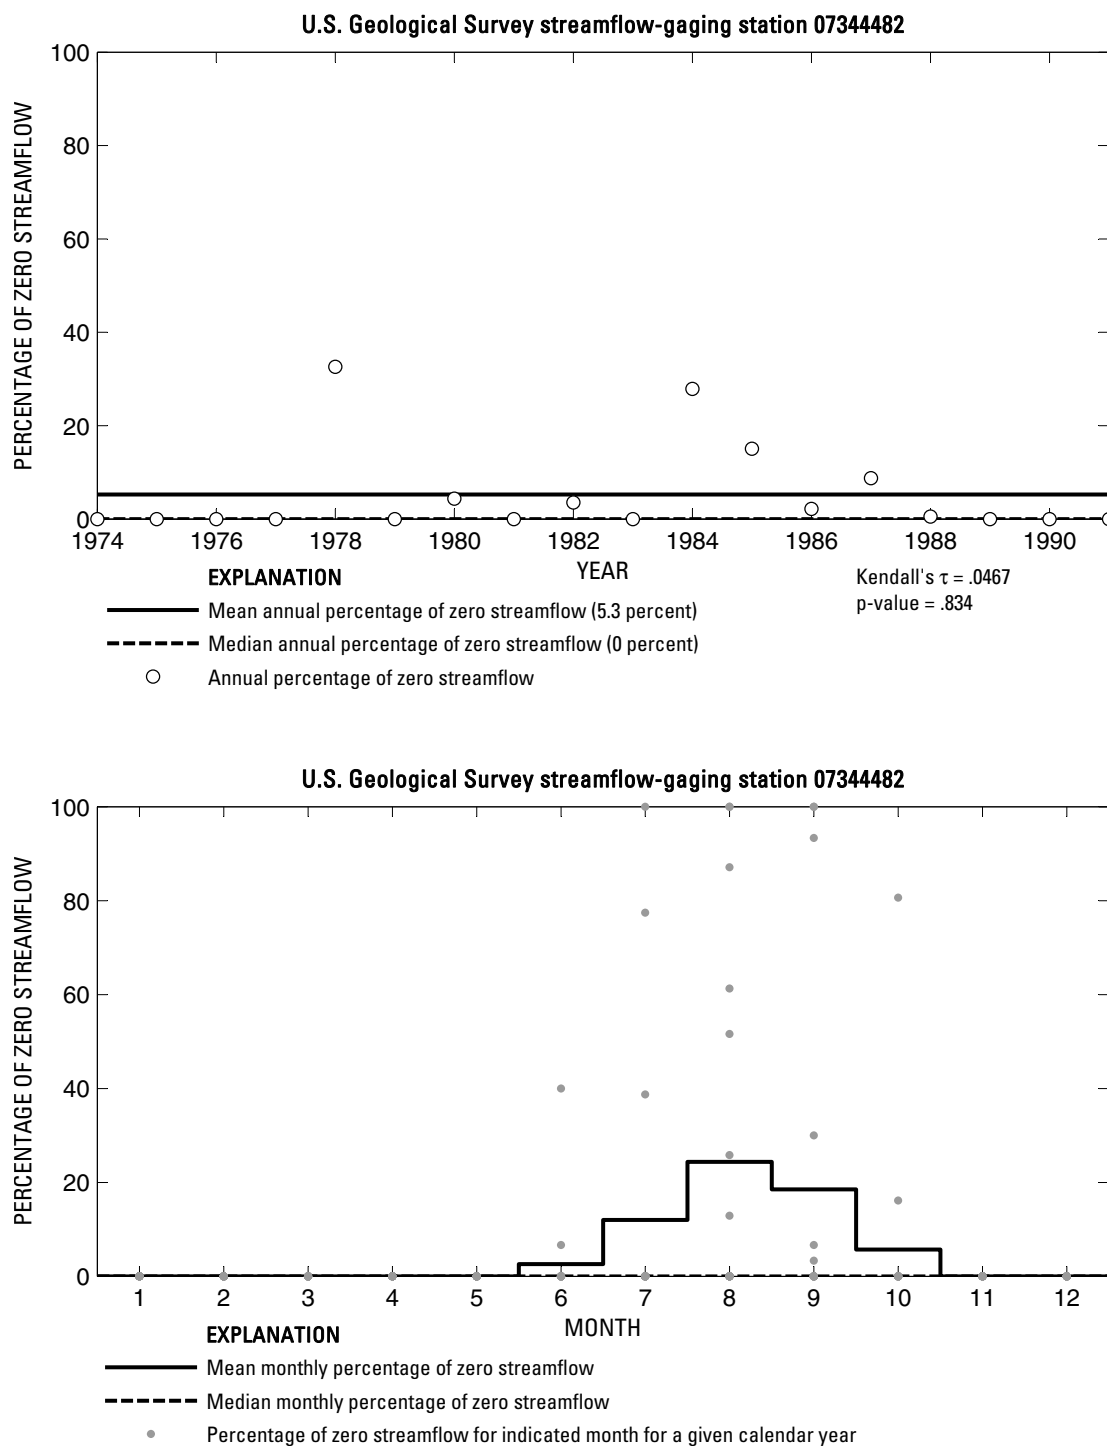 U.S. Geological Survey streamflow-gaging station 07344482
PERCENTAGE OF ZERO STREAMFLOW
100
80
60
40
20
0
1974 1976 1978 1980 1982 1984 1986 1988 1990
YEAR
EXPLANATION
Mean annual percentage of zero streamflow (5.3 percent)
Median annual percentage of zero streamflow (0 percent)
Annual percentage of zero streamflow
Kendall's τ = .0467
p-value = .834
U.S. Geological Survey streamflow-gaging station 07344482
PERCENTAGE OF ZERO STREAMFLOW
100
80
60
40
20
0
1 2 3 4 5 6 7 8 9 10 11 12
MONTH
EXPLANATION
Mean monthly percentage of zero streamflow
Median monthly percentage of zero streamflow
Percentage of zero streamflow for indicated month for a given calendar year